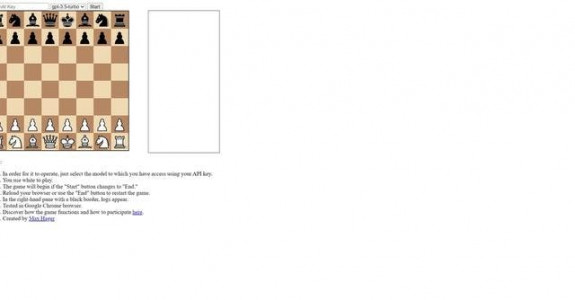 Key gpt-3.5-turbo Start
. In order for it to operate, just select the model to which you have access using your API key.
. You use white to play.
. The game will begin if the "Start" button changes to "End."
. Reload your browser or use the "End" button to restart the game.
. In the right-hand pane with a black border, logs appear.
. Tested in Google Chrome browser.
. Discover how the game functions and how to participate here.
. Created by Max Hager